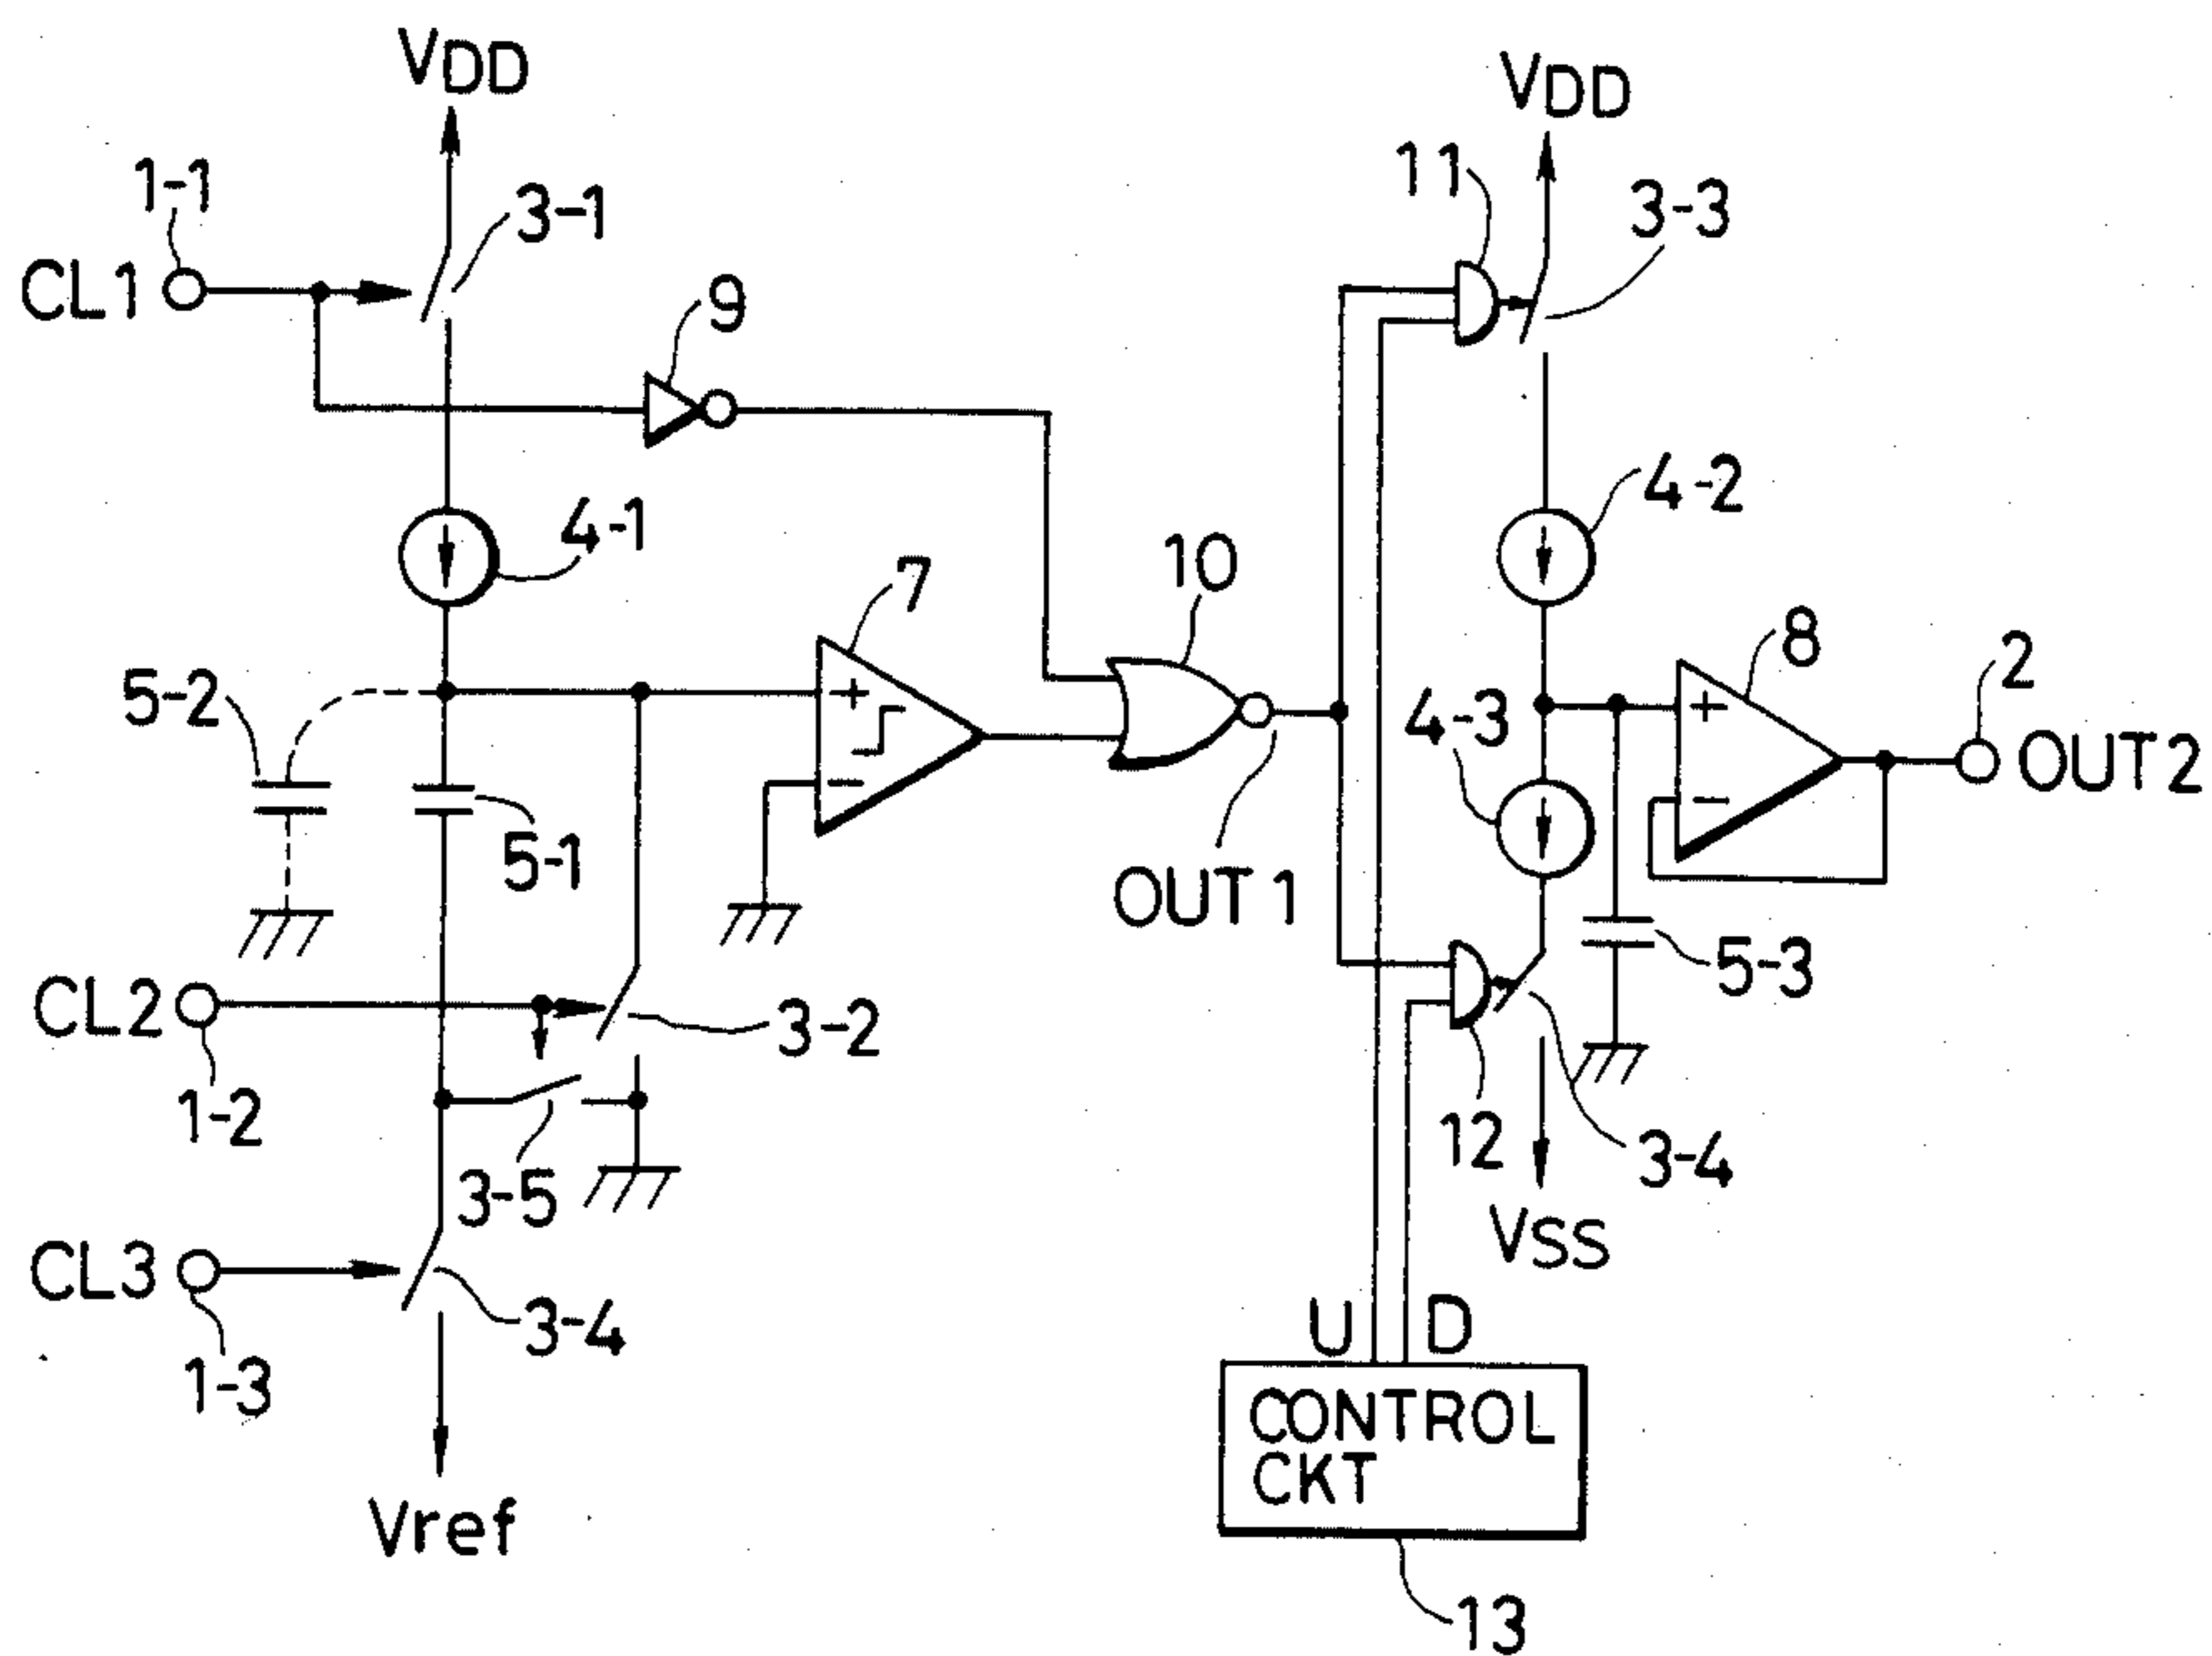 VDD
VDD
11
1-1
3-1
3-3
CL1
9
4-1
4-2
10
7
8
2
5-2
+
+
4-3
OUT2
−
−
5-1
OUT1
5-3
CL2
3-2
1-2
12
3-4
3-5
VSS
CL3
3-4
U D
1-3
CONTROL
CKT
Vref
13